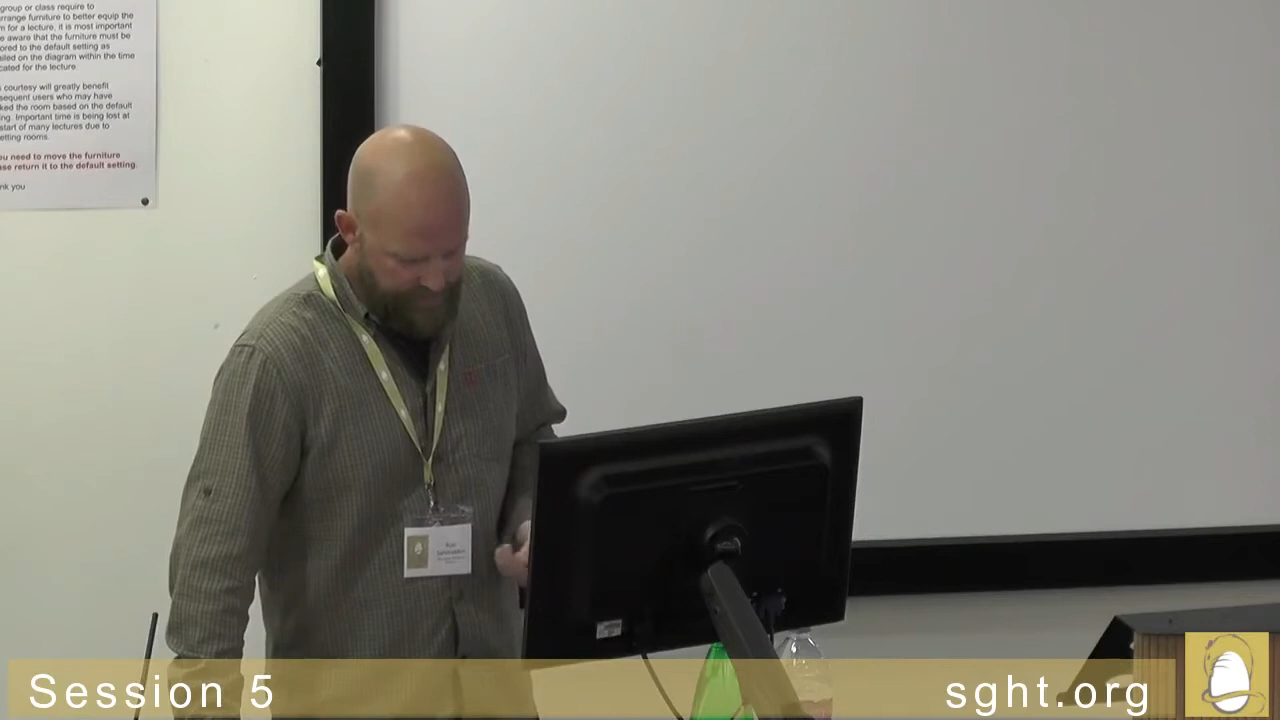 group or class require to
rrange furniture to better equip the
m for a lecture, it is most important
e aware that the furniture must be
ored to the default setting as
ailed on the diagram within the time
cated for the lecture.
courtesy will greatly benefit
sequent users who may have
ked the room based on the default
ing. Important time is being lost at
start of many lectures due to
etting rooms.
ou need to move the furniture
ase return it to the default setting.
nk you
Session 5
sght.org